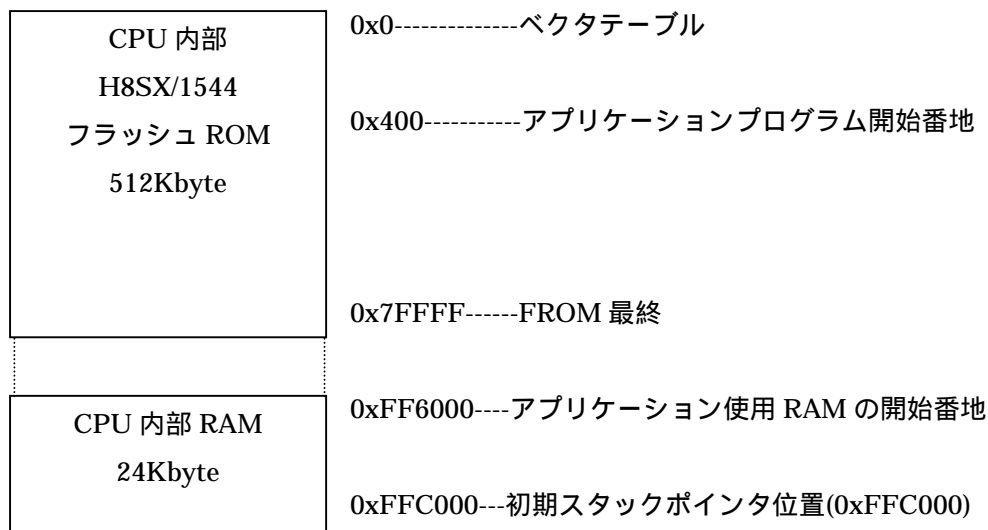 CPU 内部
H8SX/1544
フラッシュ ROM
512Kbyte
0x0--------------ベクタテーブル
0x400-----------アプリケーションプログラム開始番地
0x7FFFF------FROM 最終
CPU 内部 RAM
24Kbyte
0xFF6000----アプリケーション使用 RAM の開始番地
0xFFC000---初期スタックポインタ位置(0xFFC000)